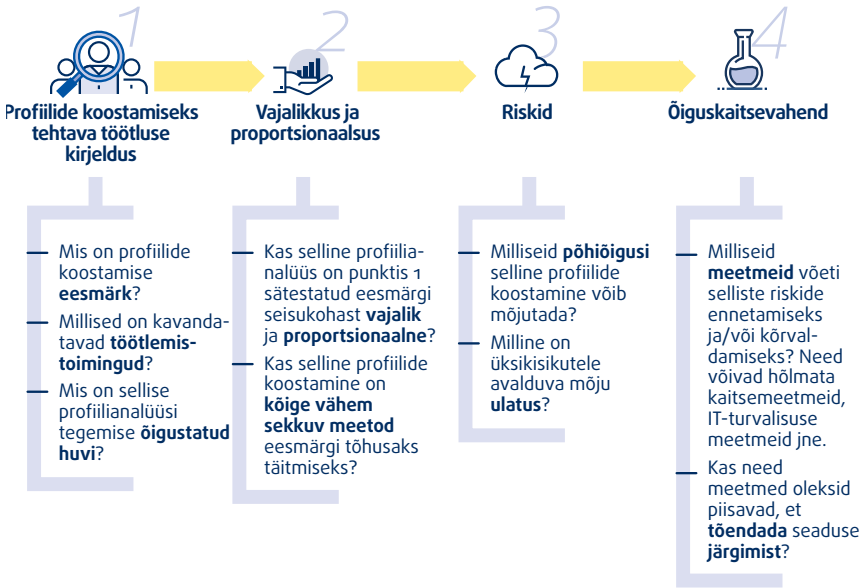 1
Profiilide koostamiseks
tehtava töötluse
kirjeldus
Mis on profiilide
koostamise
eesmärk?
Millised on kavanda-
tavad töötlemis-
toimingud?
Mis on sellise
profiilianalüüsi
tegemise õigustatud
huvi?
2
Vajalikkus ja
proportsionaalsus
Kas selline profiilia-
nalüüs on punktis 1
sätestatud eesmärgi
seisukohast vajalik
ja proportsionaalne?
Kas selline profiilide
koostamine on
kõige vähem
sekkuv meetod
eesmärgi tõhusaks
täitmiseks?
3
Riskid
Milliseid põhiõigusi
selline profiilide
koostamine võib
mõjutada?
Milline on
üksikisikutele
avalduva mõju
ulatus?
4
Õiguskaitsevahend
Milliseid
meetmeid võeti
selliste riskide
ennetamiseks
ja/või kõrval-
damiseks? Need
võivad hõlmata
kaitsemeetmeid,
IT-turvalisuse
meetmeid jne.
Kas need
meetmed oleksid
piisavad, et
tõendada seaduse
järgimist?